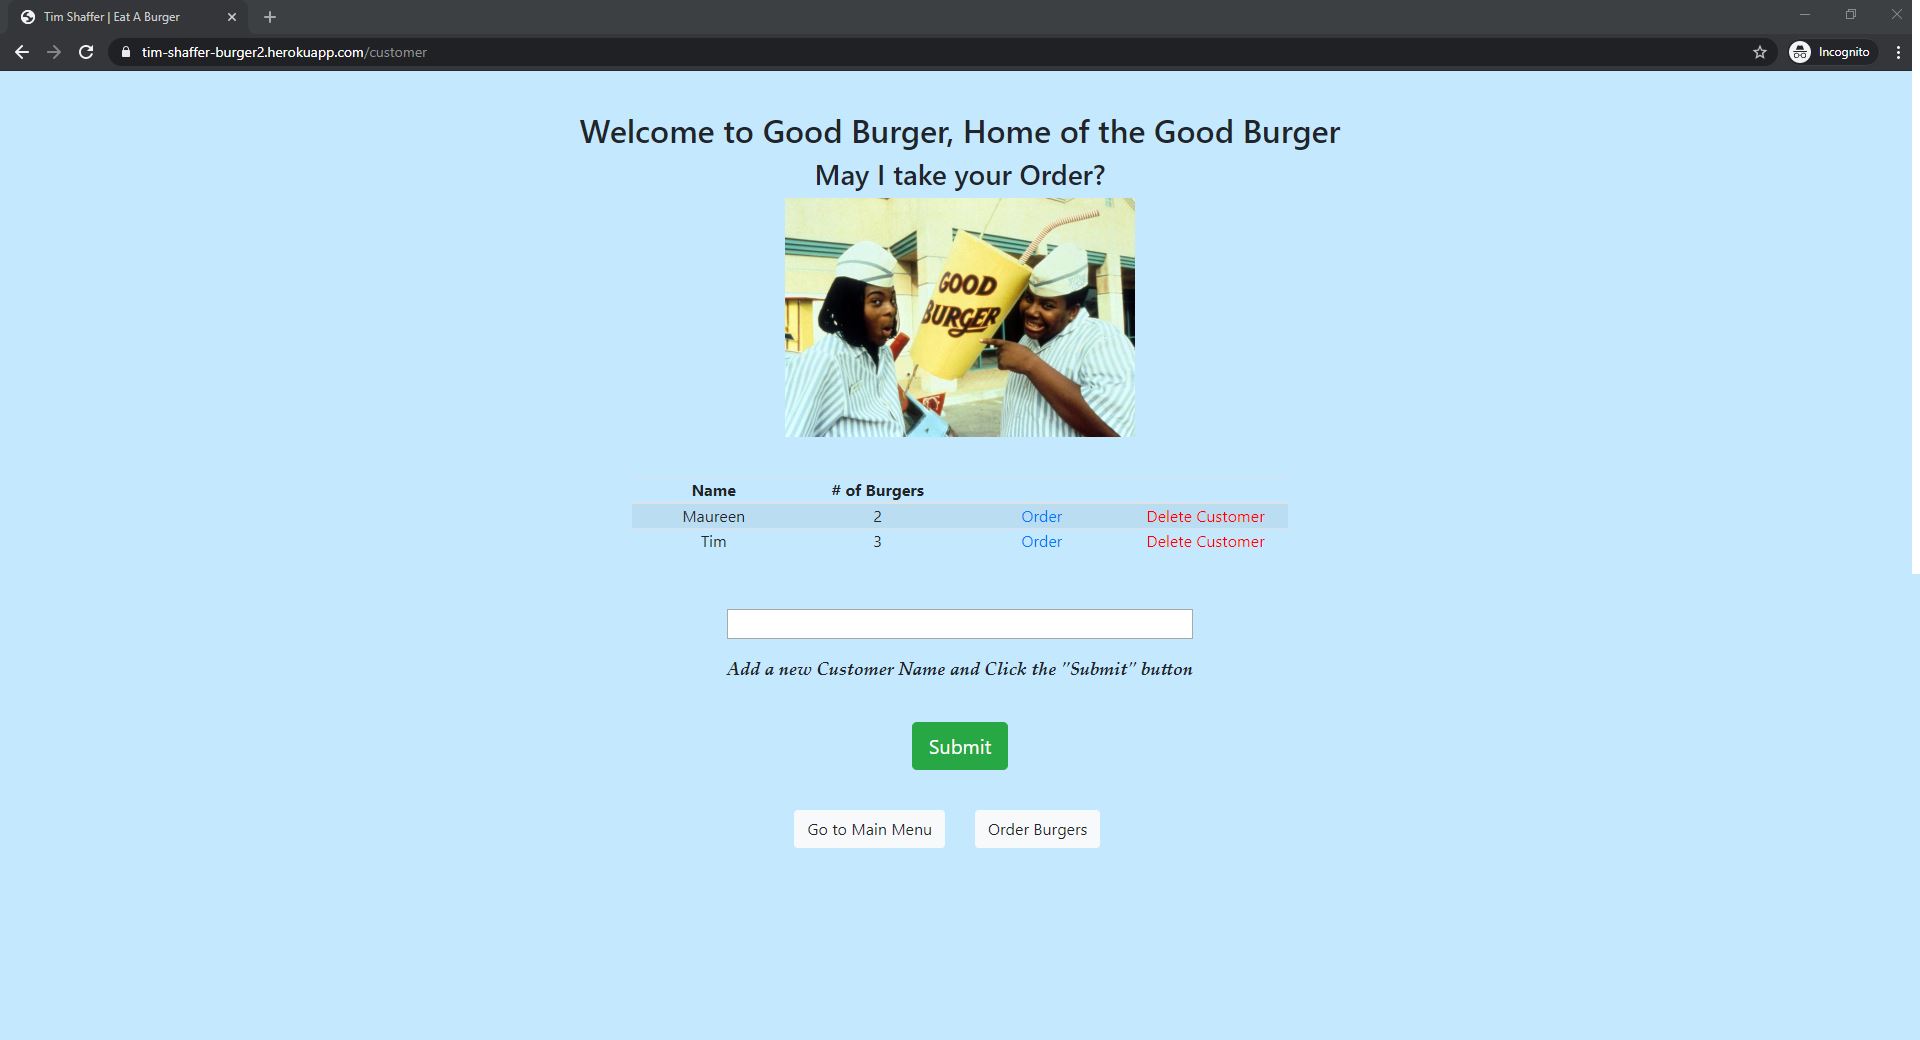 Tim Shaffer | Eat A Burger
tim-shaffer-burger2.herokuapp.com/customer
Incognito
Welcome to Good Burger, Home of the Good Burger
May I take your Order?
GOOD
BURGER
Name # of Burgers
Maureen 2 Order Delete Customer
Tim 3 Order Delete Customer
Add a new Customer Name and Click the "Submit" button
Submit
Go to Main Menu Order Burgers